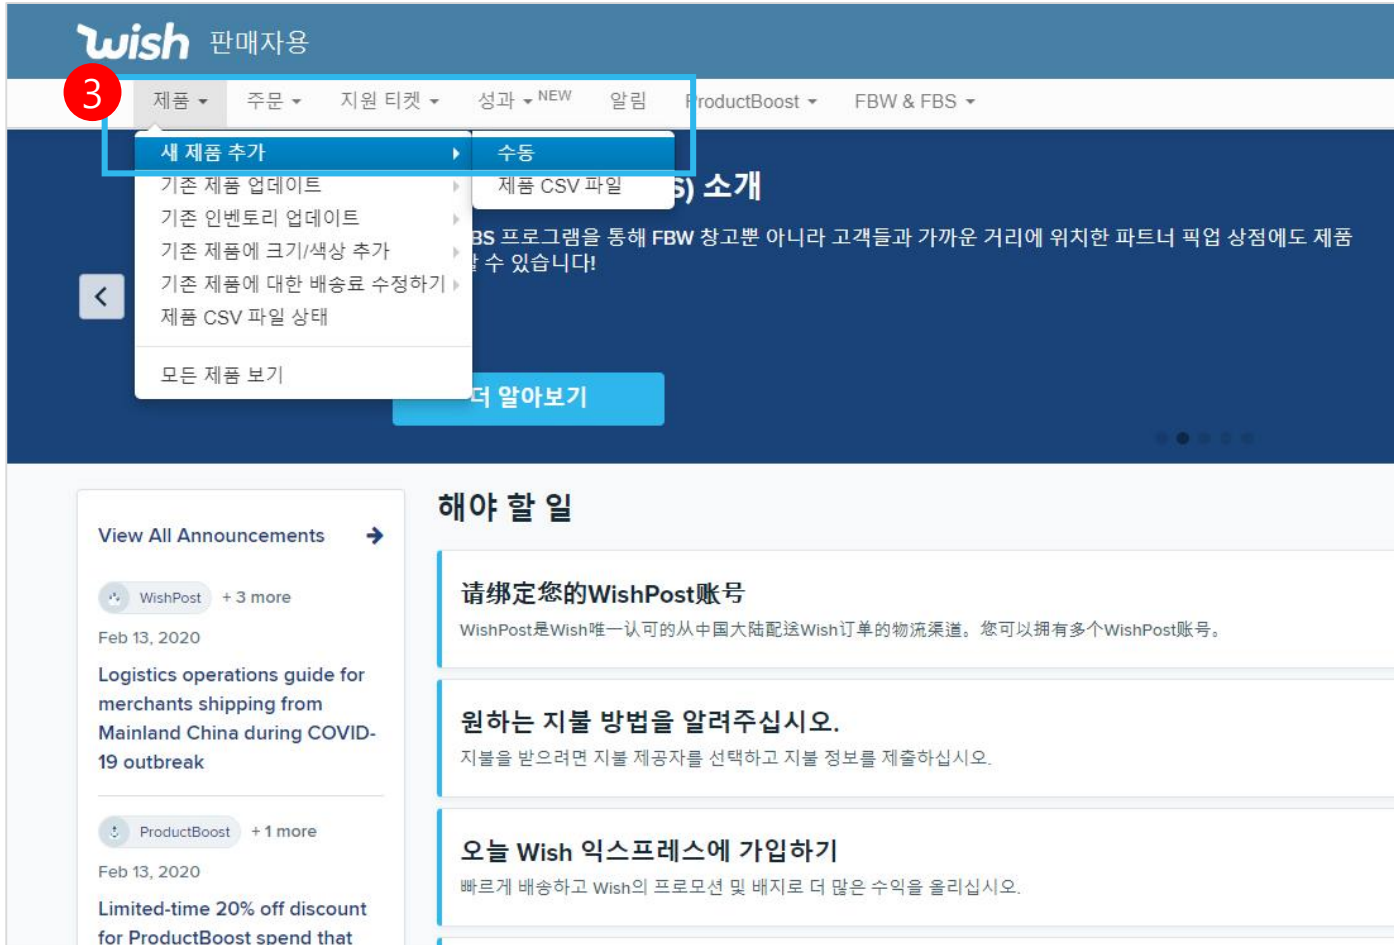 wish 판매자용
3
제품 주문 지원 티켓 성과 NEW 알림 ProductBoost FBW & FBS
새 제품 추가 수동
기존 제품 업데이트 제품 CSV 파일
기존 인벤토리 업데이트
기존 제품에 크기/색상 추가
기존 제품에 대한 배송료 수정하기
제품 CSV 파일 상태
모든 제품 보기
S) 소개
BS 프로그램을 통해 FBW 창고뿐 아니라 고객들과 가까운 거리에 위치한 파트너 픽업 상점에도 제품
수 있습니다!
더 알아보기
View All Announcements
WishPost + 3 more
Feb 13, 2020
Logistics operations guide for
merchants shipping from
Mainland China during COVID-
19 outbreak
ProductBoost + 1 more
Feb 13, 2020
Limited-time 20% off discount
for ProductBoost spend that
해야 할 일
请绑定您的WishPost账号
WishPost是Wish唯一认可的从中国大陆配送Wish订单的物流渠道。您可以拥有多个WishPost账号。
원하는 지불 방법을 알려주십시오.
지불을 받으려면 지불 제공자를 선택하고 지불 정보를 제출하십시오.
오늘 Wish 익스프레스에 가입하기
빠르게 배송하고 Wish의 프로모션 및 배지로 더 많은 수익을 올리십시오.